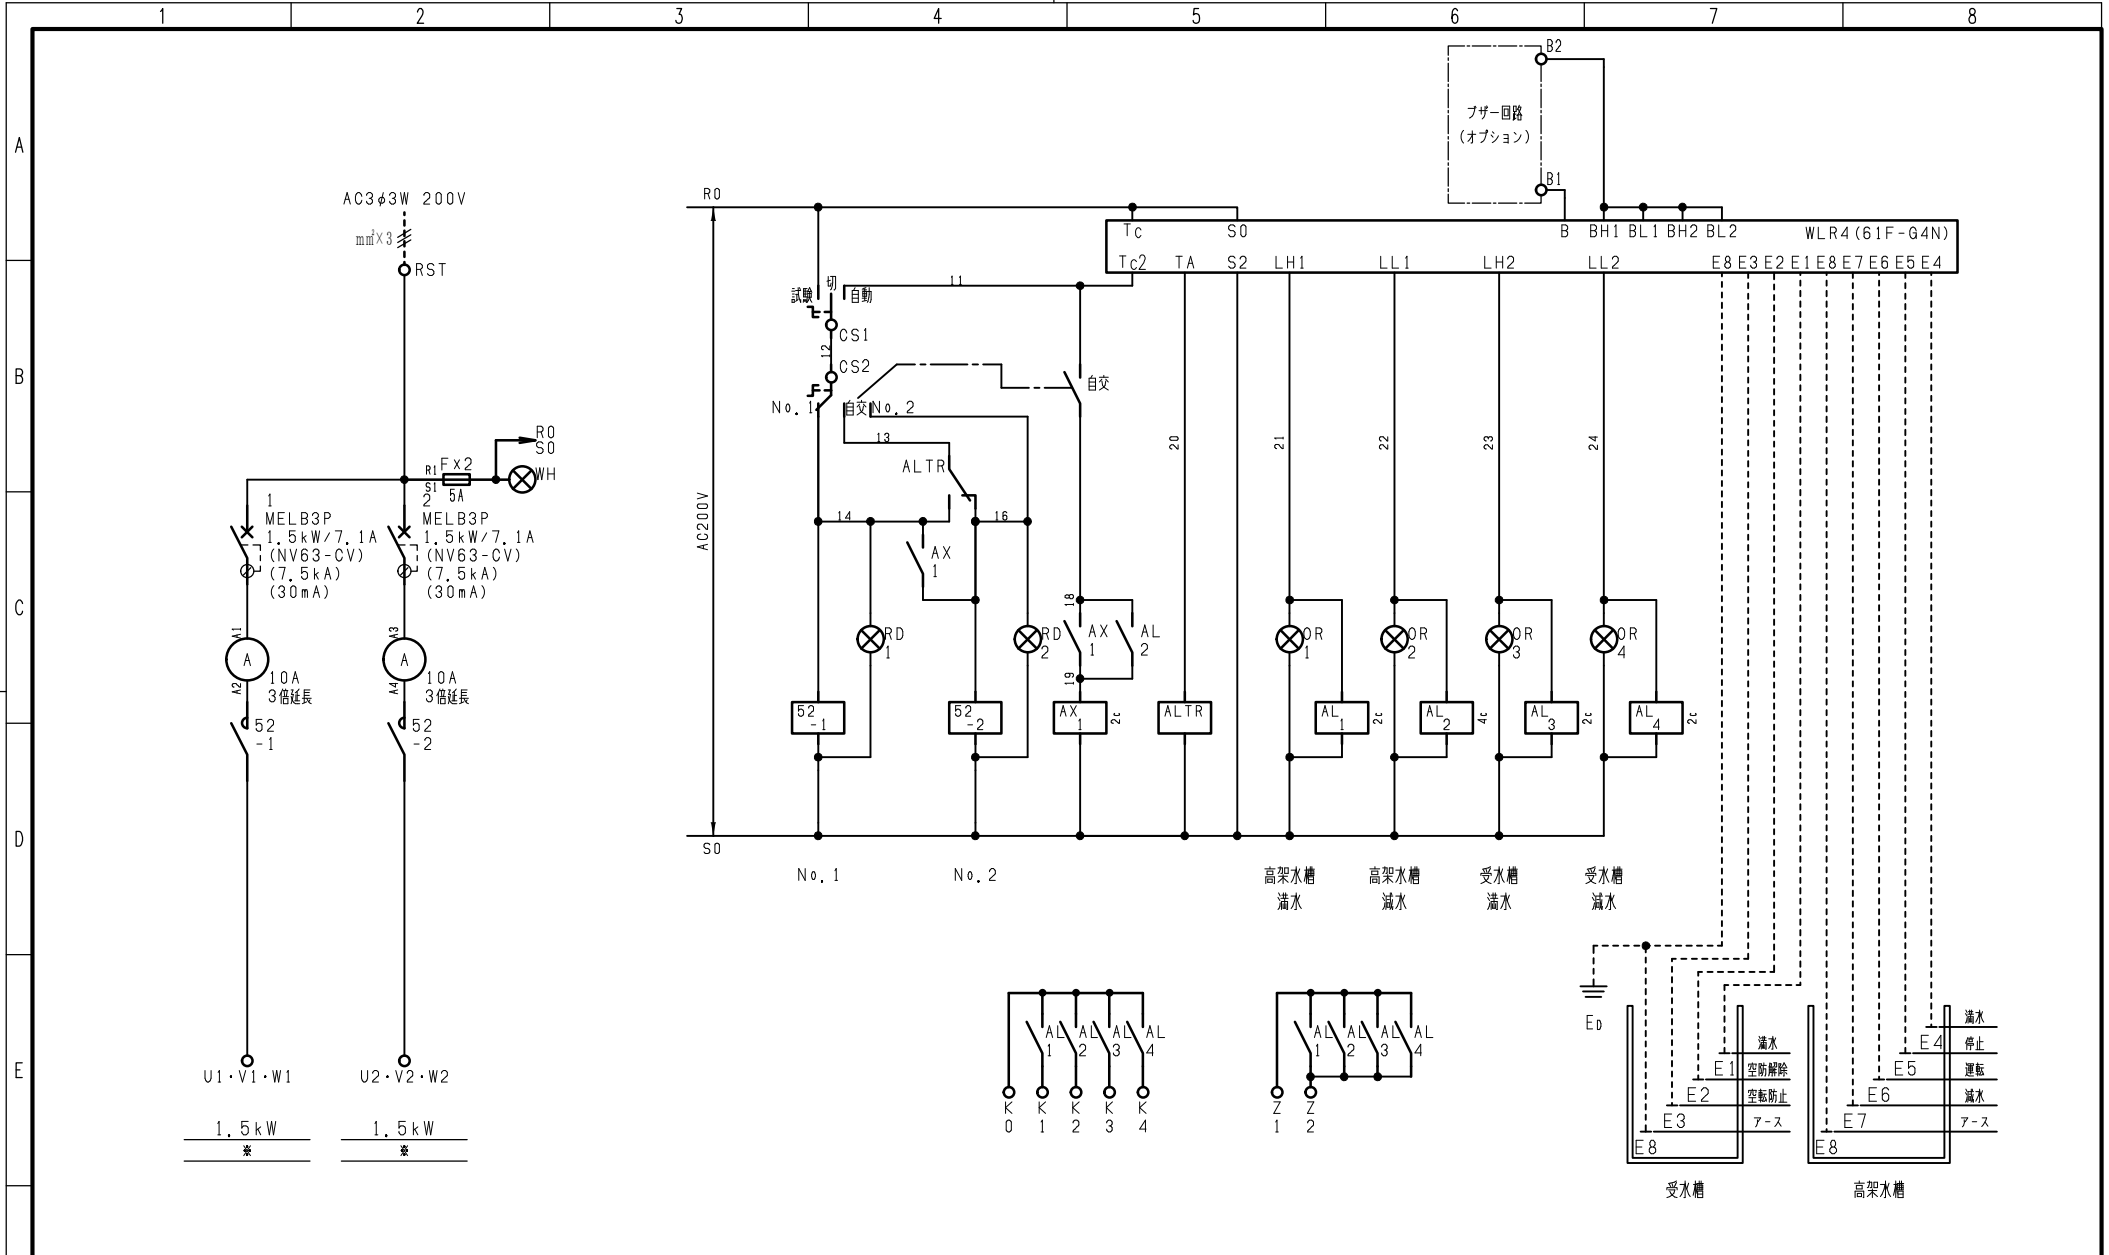 1 2 3 4 5 6 7 8
A
B
C
D
E
AC3φ3W 200V
mm²×3
RST
R0
S0
R1
S1
F×2
5A
WH
1
MELB3P
1.5kW/7.1A
(NV63-CV)
(7.5kA)
(30mA)
2
MELB3P
1.5kW/7.1A
(NV63-CV)
(7.5kA)
(30mA)
A1
A
A2
10A
3倍延長
A3
A
A4
10A
3倍延長
52
-1
52
-2
U1・V1・W1
U2・V2・W2
1.5kW
※
1.5kW
※
R0
AC200V
S0
試験
切
自動
CS1
12
CS2
No.1
自交
No.2
11
自交
13
ALTR
14
16
AX
1
RD
1
RD
2
18
AX
1
AL
2
19
52
-1
52
-2
AX
1
2c
ALTR
20
21
22
23
24
OR
1
OR
2
OR
3
OR
4
AL
1
2c
AL
2
4c
AL
3
2c
AL
4
2c
ブザー回路
(オプション)
B2
B1
Tc S0 B BH1 BL1 BH2 BL2 WLR4(61F-G4N)
Tc2 TA S2 LH1 LL1 LH2 LL2 E8 E3 E2 E1 E8 E7 E6 E5 E4
No.1
No.2
高架水槽
満水
高架水槽
減水
受水槽
満水
受水槽
減水
AL
1
AL
2
AL
3
AL
4
K
0
K
1
K
2
K
3
K
4
AL
1
AL
2
AL
3
AL
4
Z
1
Z
2
ED
満水
E1 空防解除
E2 空転防止
E3 アース
E8
受水槽
満水
E4 停止
E5 運転
E6 減水
E7 アース
E8
高架水槽